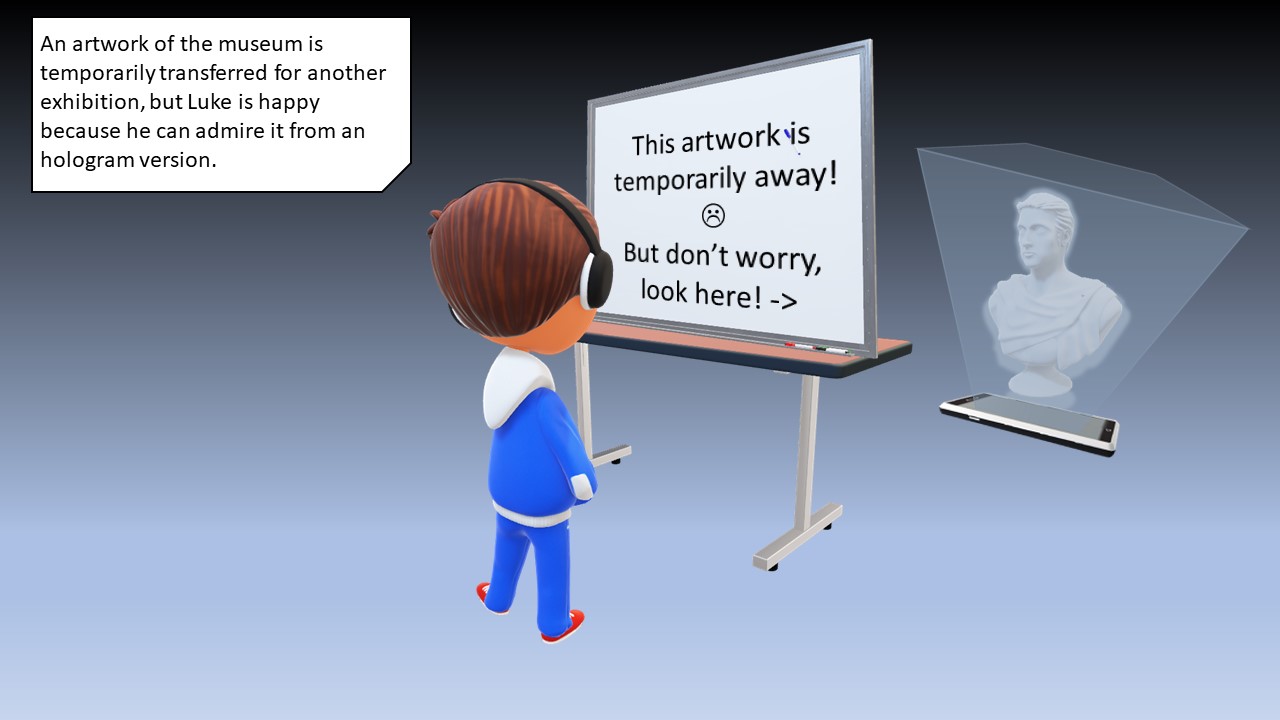 An artwork of the museum is
temporarily transferred for another
exhibition, but Luke is happy
because he can admire it from an
hologram version.
This artwork is
temporarily away!
☹
But don’t worry,
look here! ->